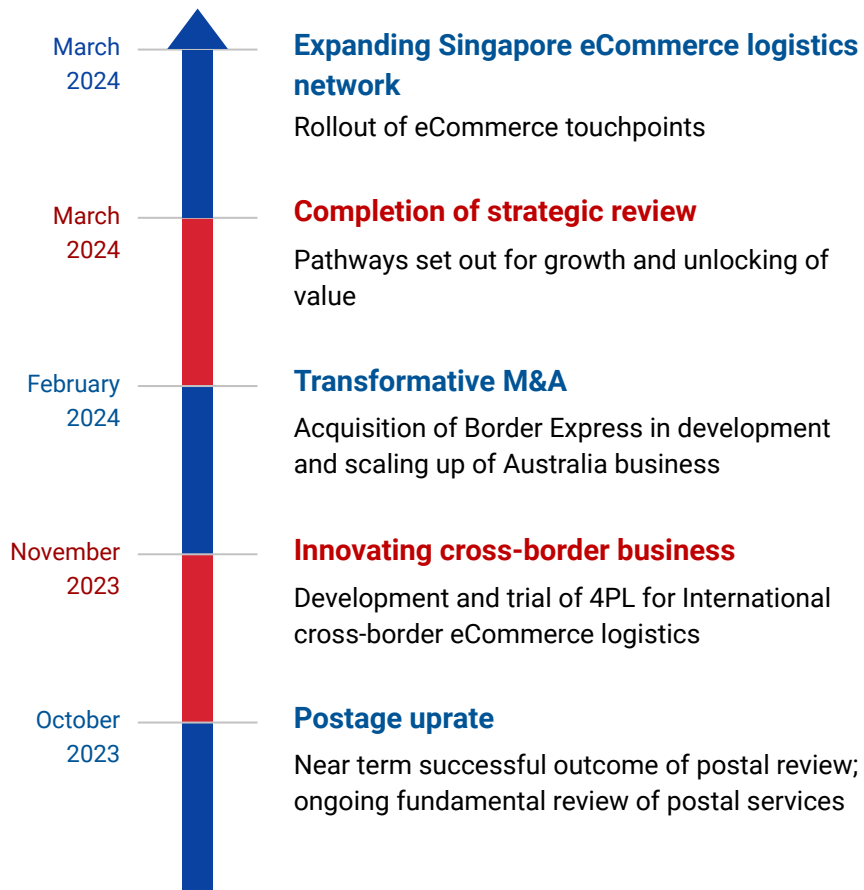 March
2024
Expanding Singapore eCommerce logistics
network
Rollout of eCommerce touchpoints
March
2024
Completion of strategic review
Pathways set out for growth and unlocking of
value
February
2024
Transformative M&A
Acquisition of Border Express in development
and scaling up of Australia business
November
2023
Innovating cross-border business
Development and trial of 4PL for International
cross-border eCommerce logistics
October
2023
Postage uprate
Near term successful outcome of postal review;
ongoing fundamental review of postal services